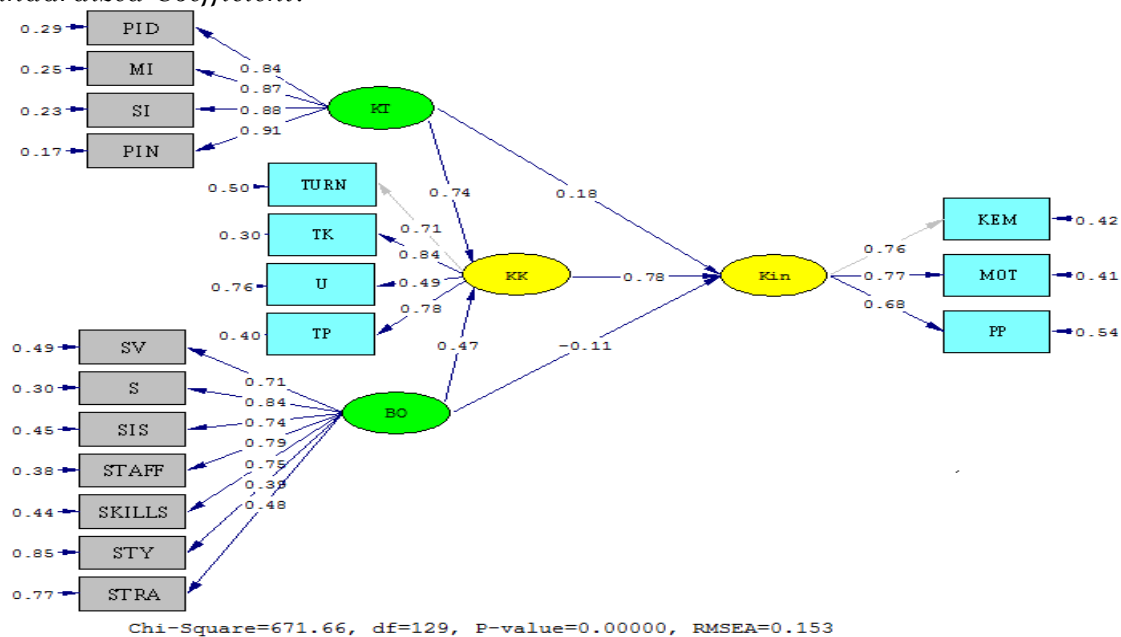 0.29 PID
0.84
0.25 MI
0.87
0.23 SI
0.88
KT
0.91
0.17 PIN
0.50 TURN
0.74
0.18
0.71
0.30 TK
0.84
KEM 0.42
0.76
0.76 U
0.49
KK
0.78
Kin
0.77
MOT 0.41
0.78
0.68
0.40 TP
PP 0.54
0.47
-0.11
0.49 SV
0.71
0.30 S
0.84
BO
0.45 SIS
0.74
0.79
0.38 STAFF
0.75
0.39
0.48
0.44 SKILLS
0.85 STY
0.77 STRA
Chi-Square=671.66, df=129, P-value=0.00000, RMSEA=0.153